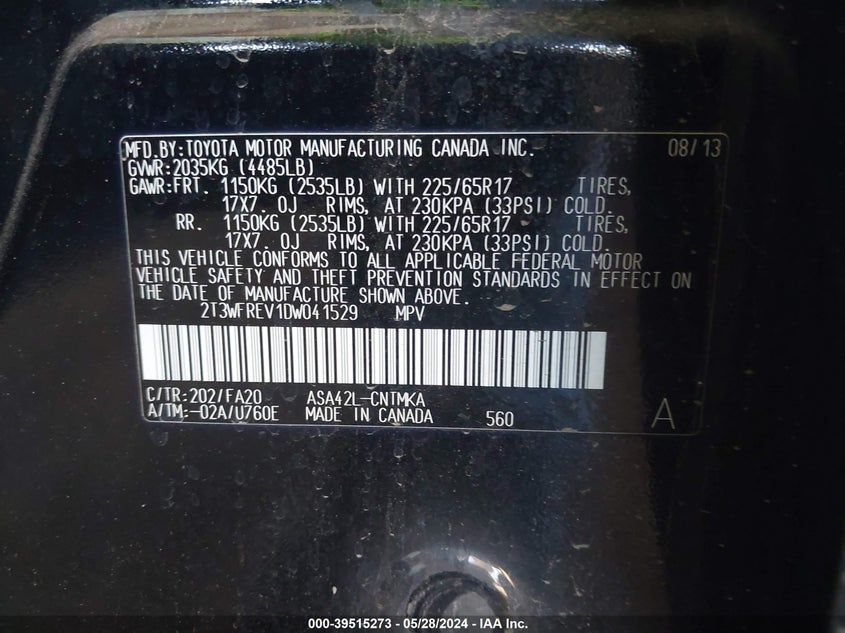 MFD.BY:TOYOTA MOTOR MANUFACTURING CANADA INC. 08/13
GVWR:2035KG (4485LB)
GAWR:FRT. 1150KG (2535LB) WITH 225/65R17 TIRES,
17X7.0J RIMS, AT 230KPA (33PSI) COLD.
RR. 1150KG (2535LB) WITH 225/65R17 TIRES,
17X7.0J RIMS, AT 230KPA (33PSI) COLD.
THIS VEHICLE CONFORMS TO ALL APPLICABLE FEDERAL MOTOR
VEHICLE SAFETY AND THEFT PREVENTION STANDARDS IN EFFECT ON
THE DATE OF MANUFACTURE SHOWN ABOVE.
2T3WFREV1DW041529 MPV
C/TR:202/FA20 ASA42L-CNTMKA
A/TM:-02A/U760E MADE IN CANADA 560 A
000-39515273 - 05/28/2024 - IAA Inc.